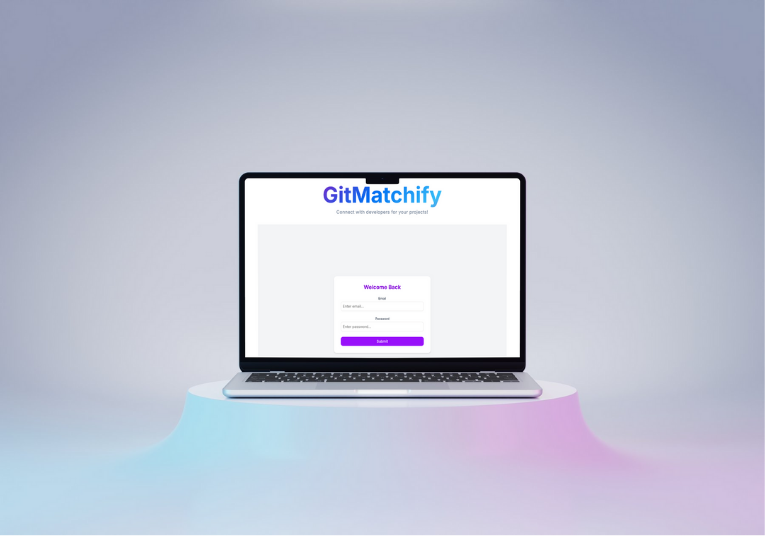 GitMatchify
Connect with developers for your projects!
Welcome Back
Email
Enter email...
Password
Enter password...
Submit